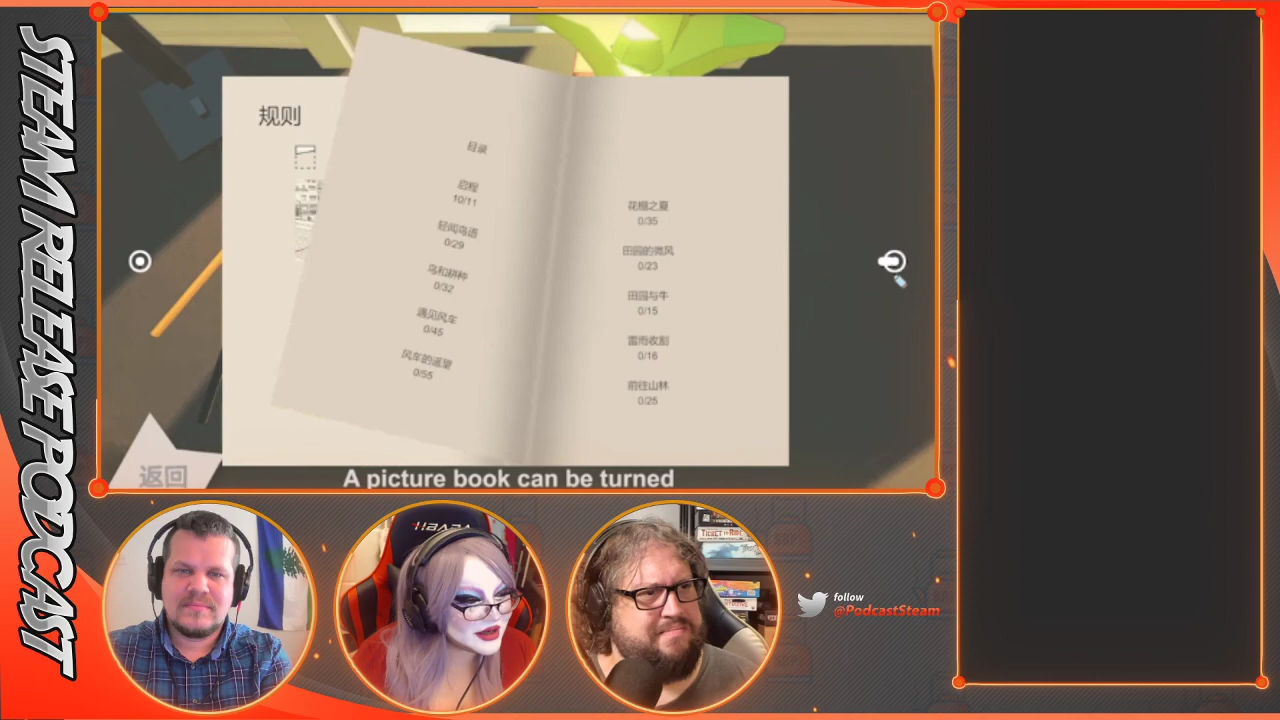 STEAM RELEASE PODCAST
规则
目录
启程
10/11
轻闻鸟语
0/29
鸟和耕种
0/32
遇见风车
0/45
风车的遥望
0/55
花棚之夏
0/35
田园的微风
0/23
田园与牛
0/15
雷雨收割
0/16
前往山林
0/25
返回
A picture book can be turned
TICKET TO RIDE
follow
@PodcastSteam